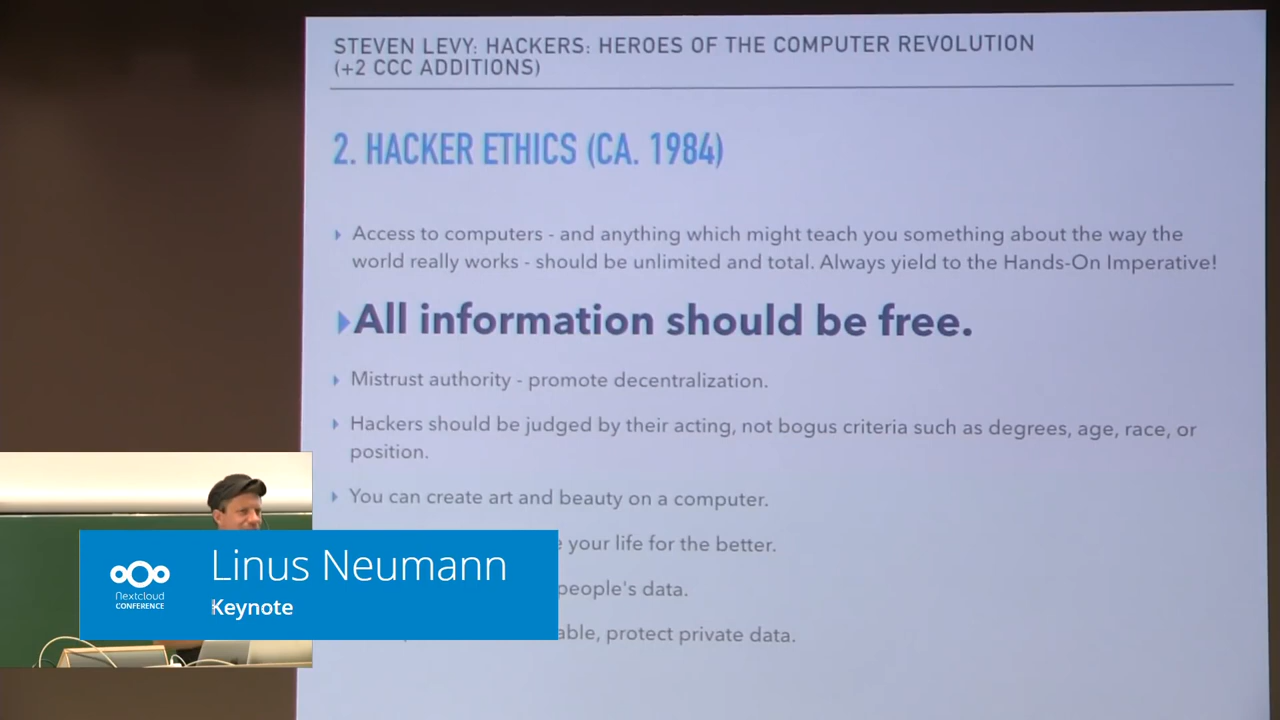 STEVEN LEVY: HACKERS: HEROES OF THE COMPUTER REVOLUTION
(+2 CCC ADDITIONS)
2. HACKER ETHICS (CA. 1984)
Access to computers - and anything which might teach you something about the way the
world really works - should be unlimited and total. Always yield to the Hands-On Imperative!
All information should be free.
Mistrust authority - promote decentralization.
Hackers should be judged by their acting, not bogus criteria such as degrees, age, race, or
position.
You can create art and beauty on a computer.
your life for the better.
people's data.
protect private data.
Linus Neumann
Keynote
Nextcloud
CONFERENCE